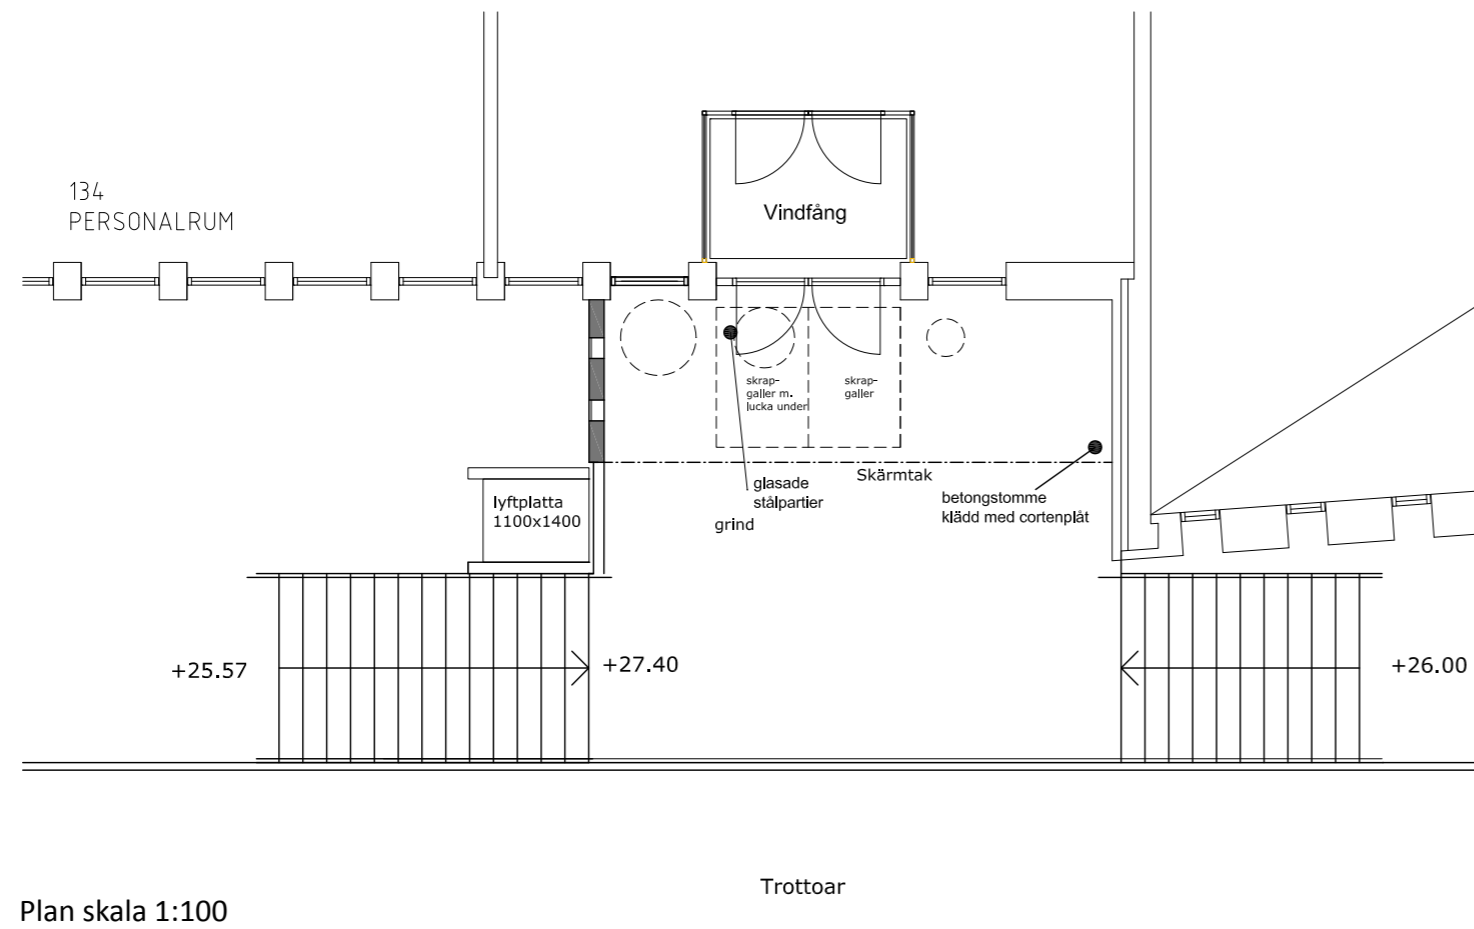 134
PERSONALRUM
Vindfång
skrap-
galler m.
lucka under
skrap-
galler
Skärmtak
glasade
stålpartier
grind
betongstomme
klädd med cortenplåt
lyftplatta
1100x1400
+25.57
+27.40
+26.00
Trottoar
Plan skala 1:100